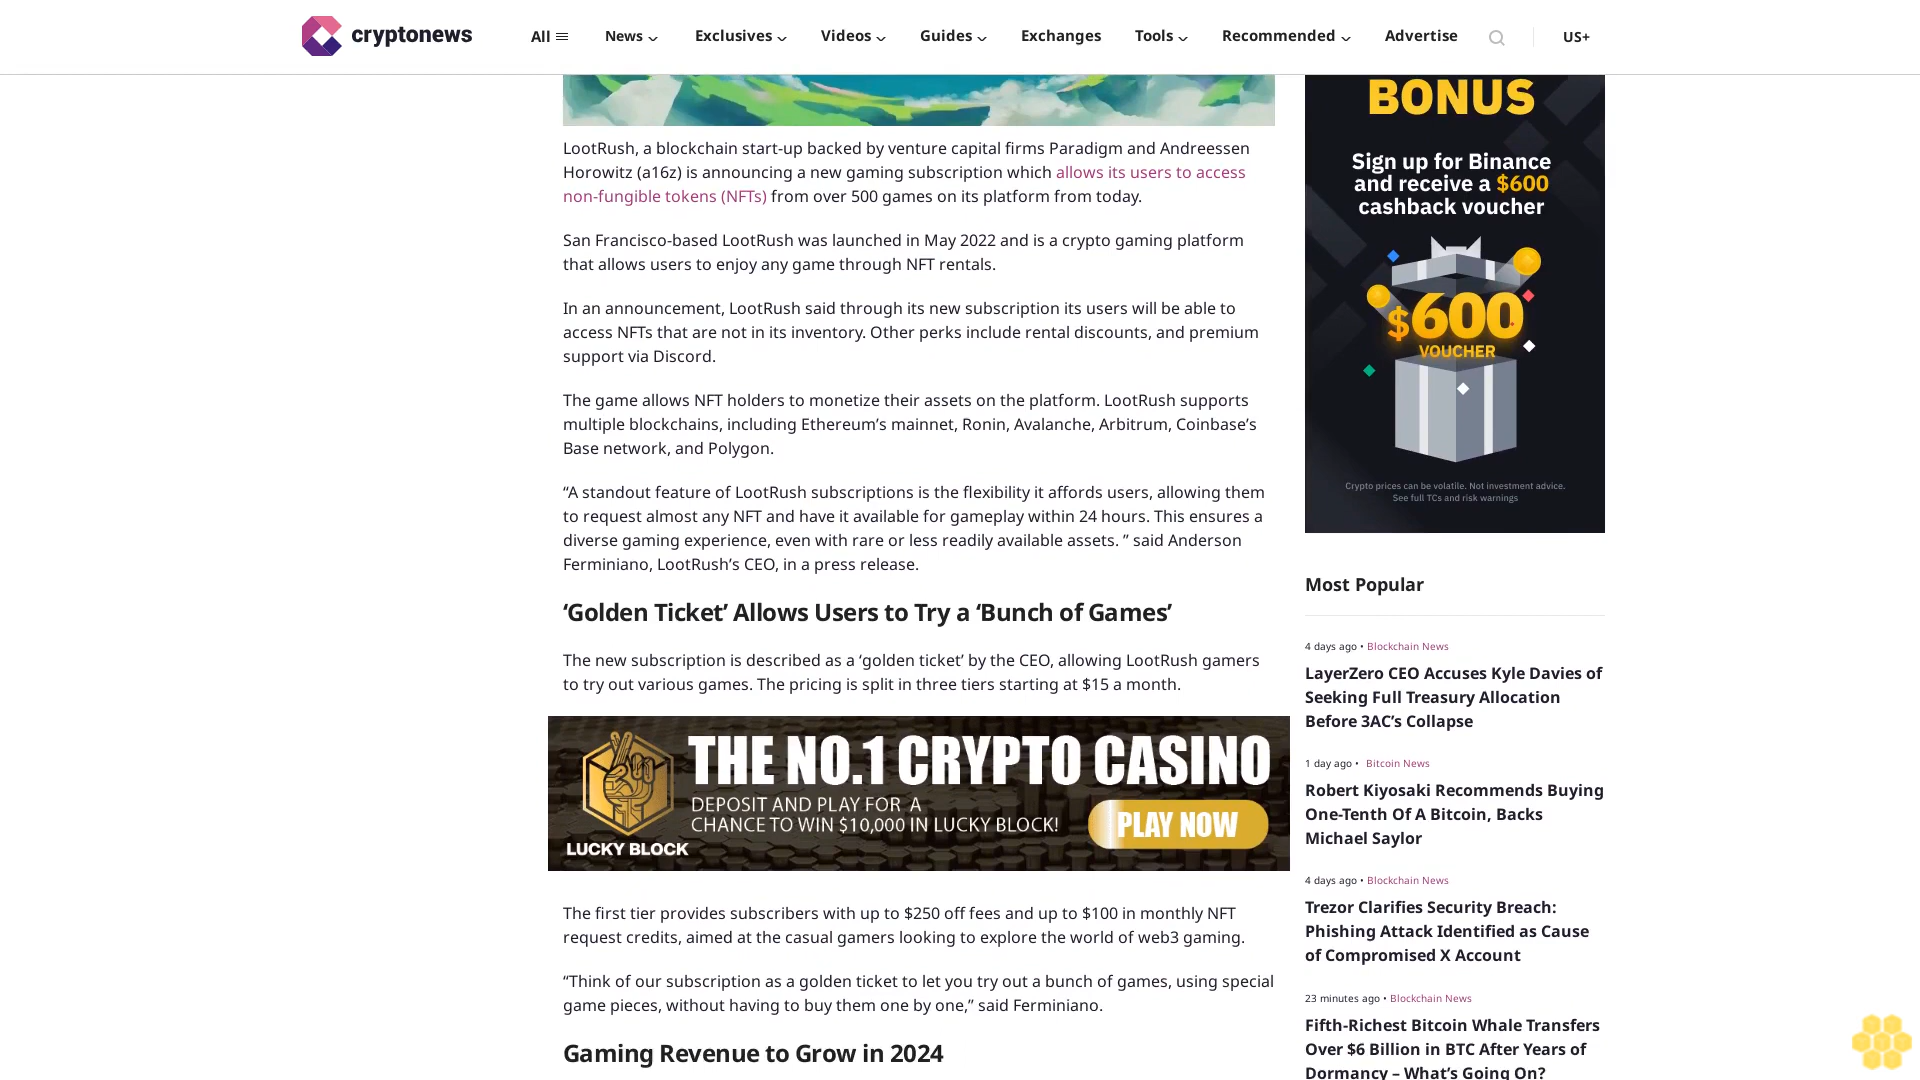 cryptonews
All
News
Exclusives
Videos
Guides
Exchanges
Tools
Recommended
Advertise
US+
LootRush, a blockchain start-up backed by venture capital firms Paradigm and Andreessen
Horowitz (a16z) is announcing a new gaming subscription which allows its users to access
non-fungible tokens (NFTs) from over 500 games on its platform from today.
San Francisco-based LootRush was launched in May 2022 and is a crypto gaming platform
that allows users to enjoy any game through NFT rentals.
In an announcement, LootRush said through its new subscription its users will be able to
access NFTs that are not in its inventory. Other perks include rental discounts, and premium
support via Discord.
The game allows NFT holders to monetize their assets on the platform. LootRush supports
multiple blockchains, including Ethereum’s mainnet, Ronin, Avalanche, Arbitrum, Coinbase’s
Base network, and Polygon.
“A standout feature of LootRush subscriptions is the flexibility it affords users, allowing them
to request almost any NFT and have it available for gameplay within 24 hours. This ensures a
diverse gaming experience, even with rare or less readily available assets. ” said Anderson
Ferminiano, LootRush’s CEO, in a press release.
‘Golden Ticket’ Allows Users to Try a ‘Bunch of Games’
The new subscription is described as a ‘golden ticket’ by the CEO, allowing LootRush gamers
to try out various games. The pricing is split in three tiers starting at $15 a month.
THE NO.1 CRYPTO CASINO
DEPOSIT AND PLAY FOR A
CHANCE TO WIN $10,000 IN LUCKY BLOCK!
PLAY NOW
LUCKY BLOCK
The first tier provides subscribers with up to $250 off fees and up to $100 in monthly NFT
request credits, aimed at the casual gamers looking to explore the world of web3 gaming.
“Think of our subscription as a golden ticket to let you try out a bunch of games, using special
game pieces, without having to buy them one by one,” said Ferminiano.
Gaming Revenue to Grow in 2024
BONUS
Sign up for Binance
and receive a $600
cashback voucher
$600
VOUCHER
Crypto prices can be volatile. Not investment advice.
See full TCs and risk warnings
Most Popular
4 days ago • Blockchain News
LayerZero CEO Accuses Kyle Davies of
Seeking Full Treasury Allocation
Before 3AC’s Collapse
1 day ago • Bitcoin News
Robert Kiyosaki Recommends Buying
One-Tenth Of A Bitcoin, Backs
Michael Saylor
4 days ago • Blockchain News
Trezor Clarifies Security Breach:
Phishing Attack Identified as Cause
of Compromised X Account
23 minutes ago • Blockchain News
Fifth-Richest Bitcoin Whale Transfers
Over $6 Billion in BTC After Years of
Dormancy – What’s Going On?